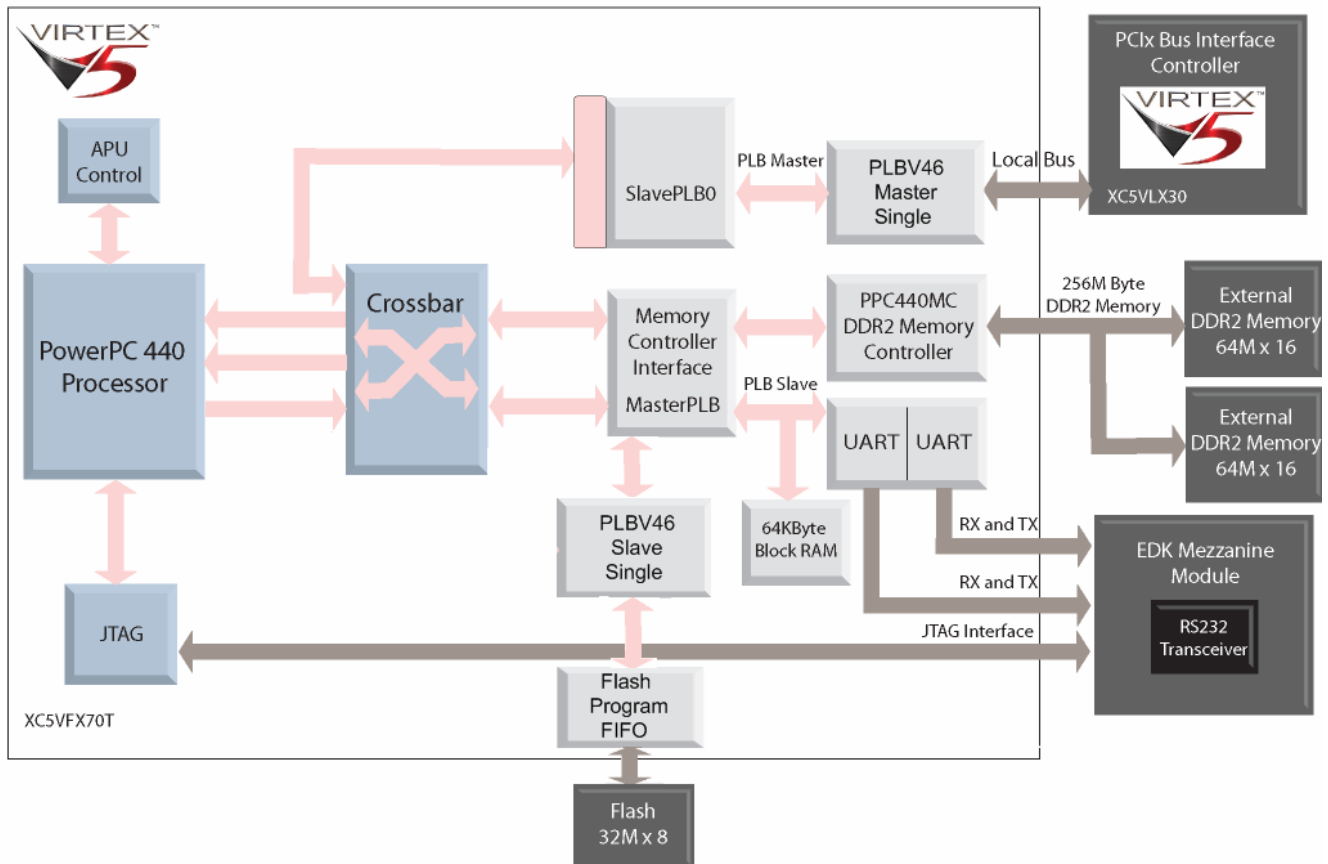 VIRTEX™
5
APU
Control
PowerPC 440
Processor
JTAG
XC5VFX70T
Crossbar
SlavePLB0
PLB Master
PLBV46
Master
Single
Local Bus
PCIx Bus Interface
Controller
VIRTEX™
5
XC5VLX30
Memory
Controller
Interface
MasterPLB
PPC440MC
DDR2 Memory
Controller
256M Byte
DDR2 Memory
External
DDR2 Memory
64M x 16
External
DDR2 Memory
64M x 16
PLB Slave
UART
UART
64KByte
Block RAM
PLBV46
Slave
Single
RX and TX
RX and TX
JTAG Interface
EDK Mezzanine
Module
RS232
Transceiver
Flash
Program
FIFO
Flash
32M x 8